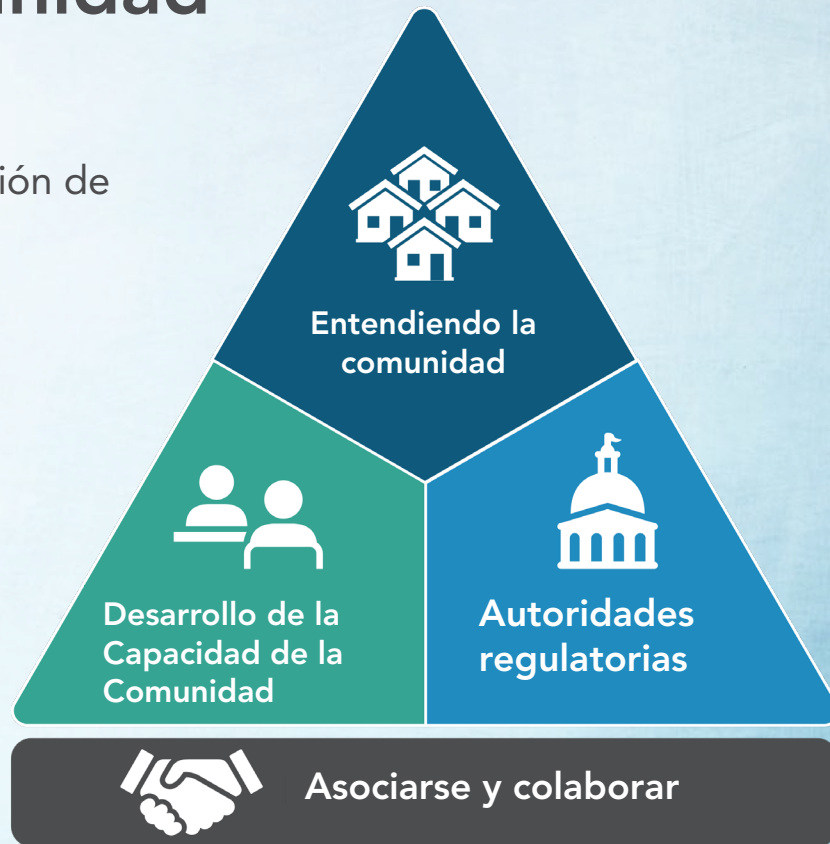 ión de
Entendiendo la
comunidad
Desarrollo de la
Capacidad de la
Comunidad
Autoridades
regulatorias
Asociarse y colaborar